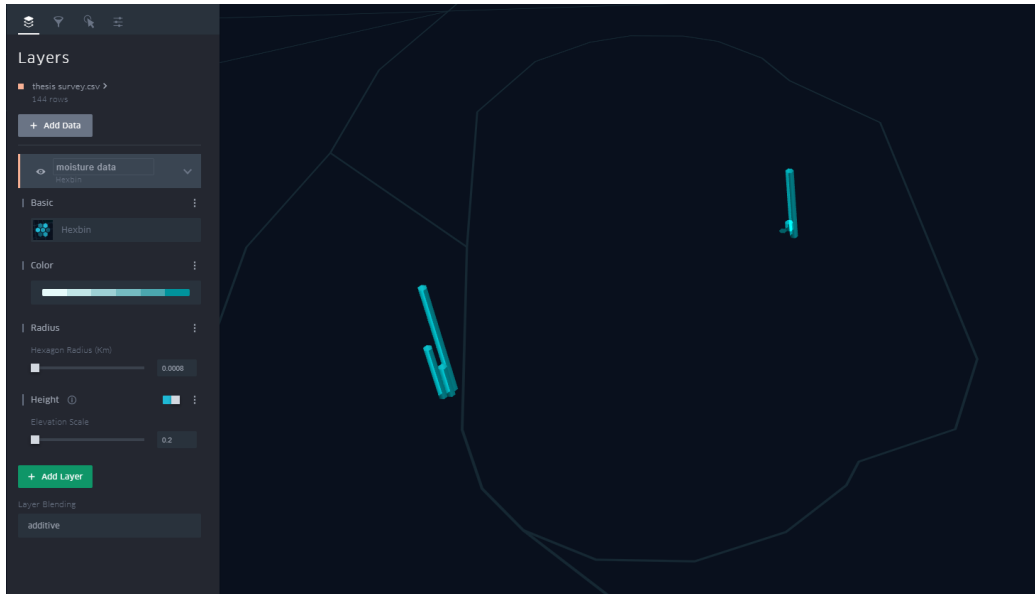 Layers
thesis survey.csv >
144 rows
+ Add Data
moisture data
Hexbin
Basic
Hexbin
Color
Radius
Hexagon Radius (Km)
0.0008
Height
Elevation Scale
0.2
+ Add Layer
Layer Blending
additive